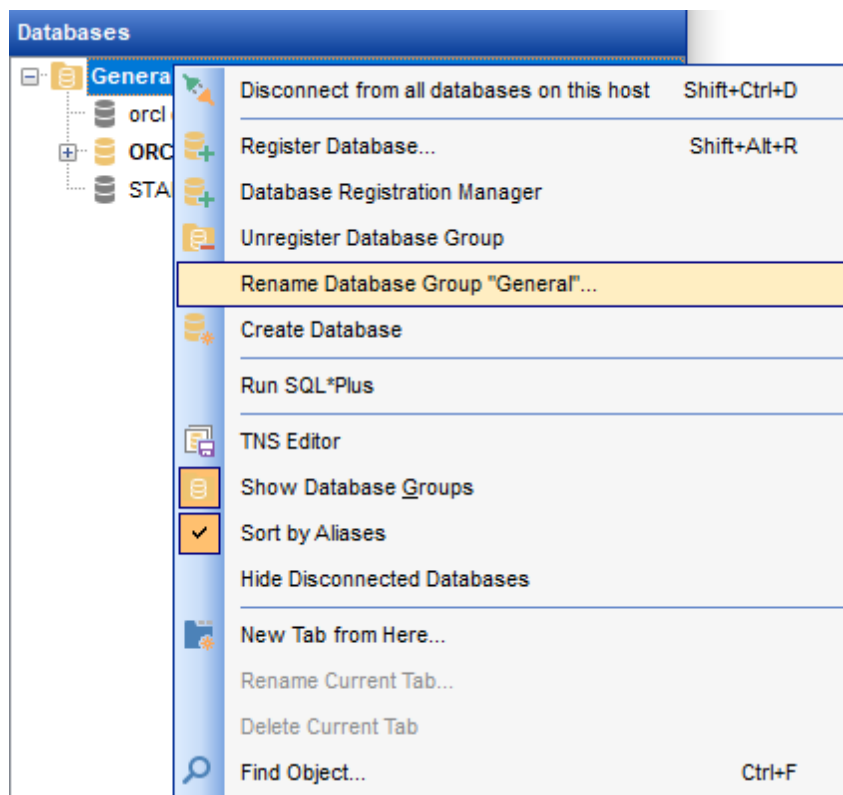 Databases
Genera
Disconnect from all databases on this host Shift+Ctrl+D
orcl
Register Database... Shift+Alt+R
ORC
Database Registration Manager
STA
Unregister Database Group
Rename Database Group "General"...
Create Database
Run SQL*Plus
TNS Editor
Show Database Groups
Sort by Aliases
Hide Disconnected Databases
New Tab from Here...
Rename Current Tab...
Delete Current Tab
Find Object... Ctrl+F